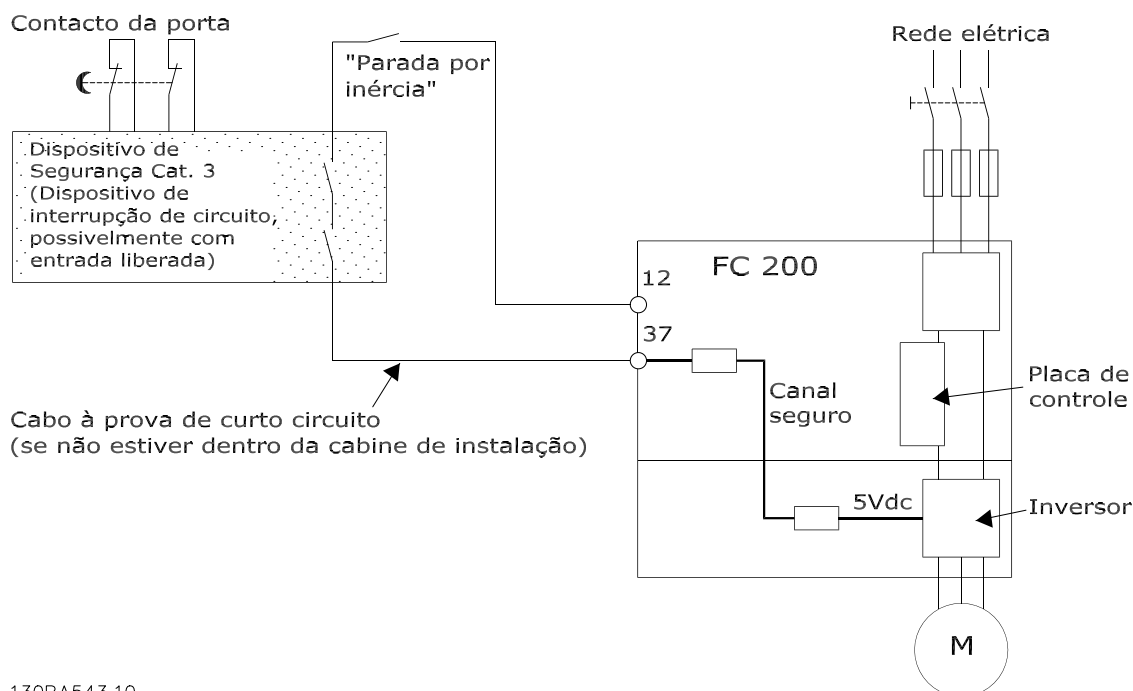 Contacto da porta
"Parada por
inércia"
Rede elétrica
Dispositivo de
Segurança Cat. 3
(Dispositivo de
interrupção de circuito,
possivelmente com
entrada liberada)
12
FC 200
37
Canal
seguro
Placa de
controle
Cabo à prova de curto circuito
(se não estiver dentro da cabine de instalação)
5Vdc
Inversor
M
130BA543.10